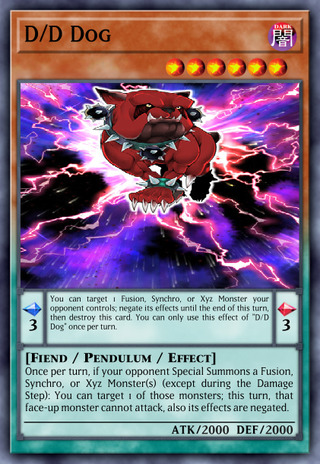 D/D Dog
DARK
闇
You can target 1 Fusion, Synchro, or Xyz Monster your
opponent controls; negate its effects until the end of this turn,
then destroy this card. You can only use this effect of "D/D
Dog" once per turn.
3
3
[Fiend / Pendulum / Effect]
Once per turn, if your opponent Special Summons a Fusion,
Synchro, or Xyz Monster(s) (except during the Damage
Step): You can target 1 of those monsters; this turn, that
face-up monster cannot attack, also its effects are negated.
ATK/2000 DEF/2000